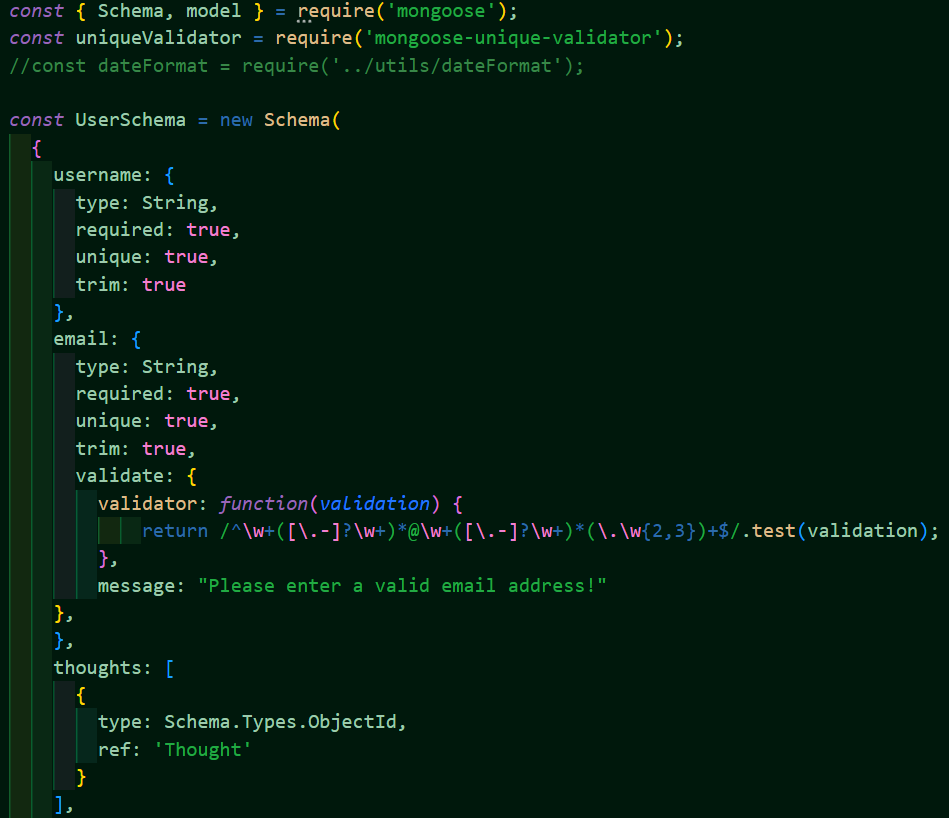 const { Schema, model } = require('mongoose');
const uniqueValidator = require('mongoose-unique-validator');
//const dateFormat = require('../utils/dateFormat');

const UserSchema = new Schema(
  {
    username: {
      type: String,
      required: true,
      unique: true,
      trim: true
    },
    email: {
      type: String,
      required: true,
      unique: true,
      trim: true,
      validate: {
        validator: function(validation) {
            return /^\w+([\.-]?\w+)*@\w+([\.-]?\w+)*(\.\w{2,3})+$/.test(validation);
        },
        message: "Please enter a valid email address!"
    },
    },
    thoughts: [
      {
        type: Schema.Types.ObjectId,
        ref: 'Thought'
      }
    ],